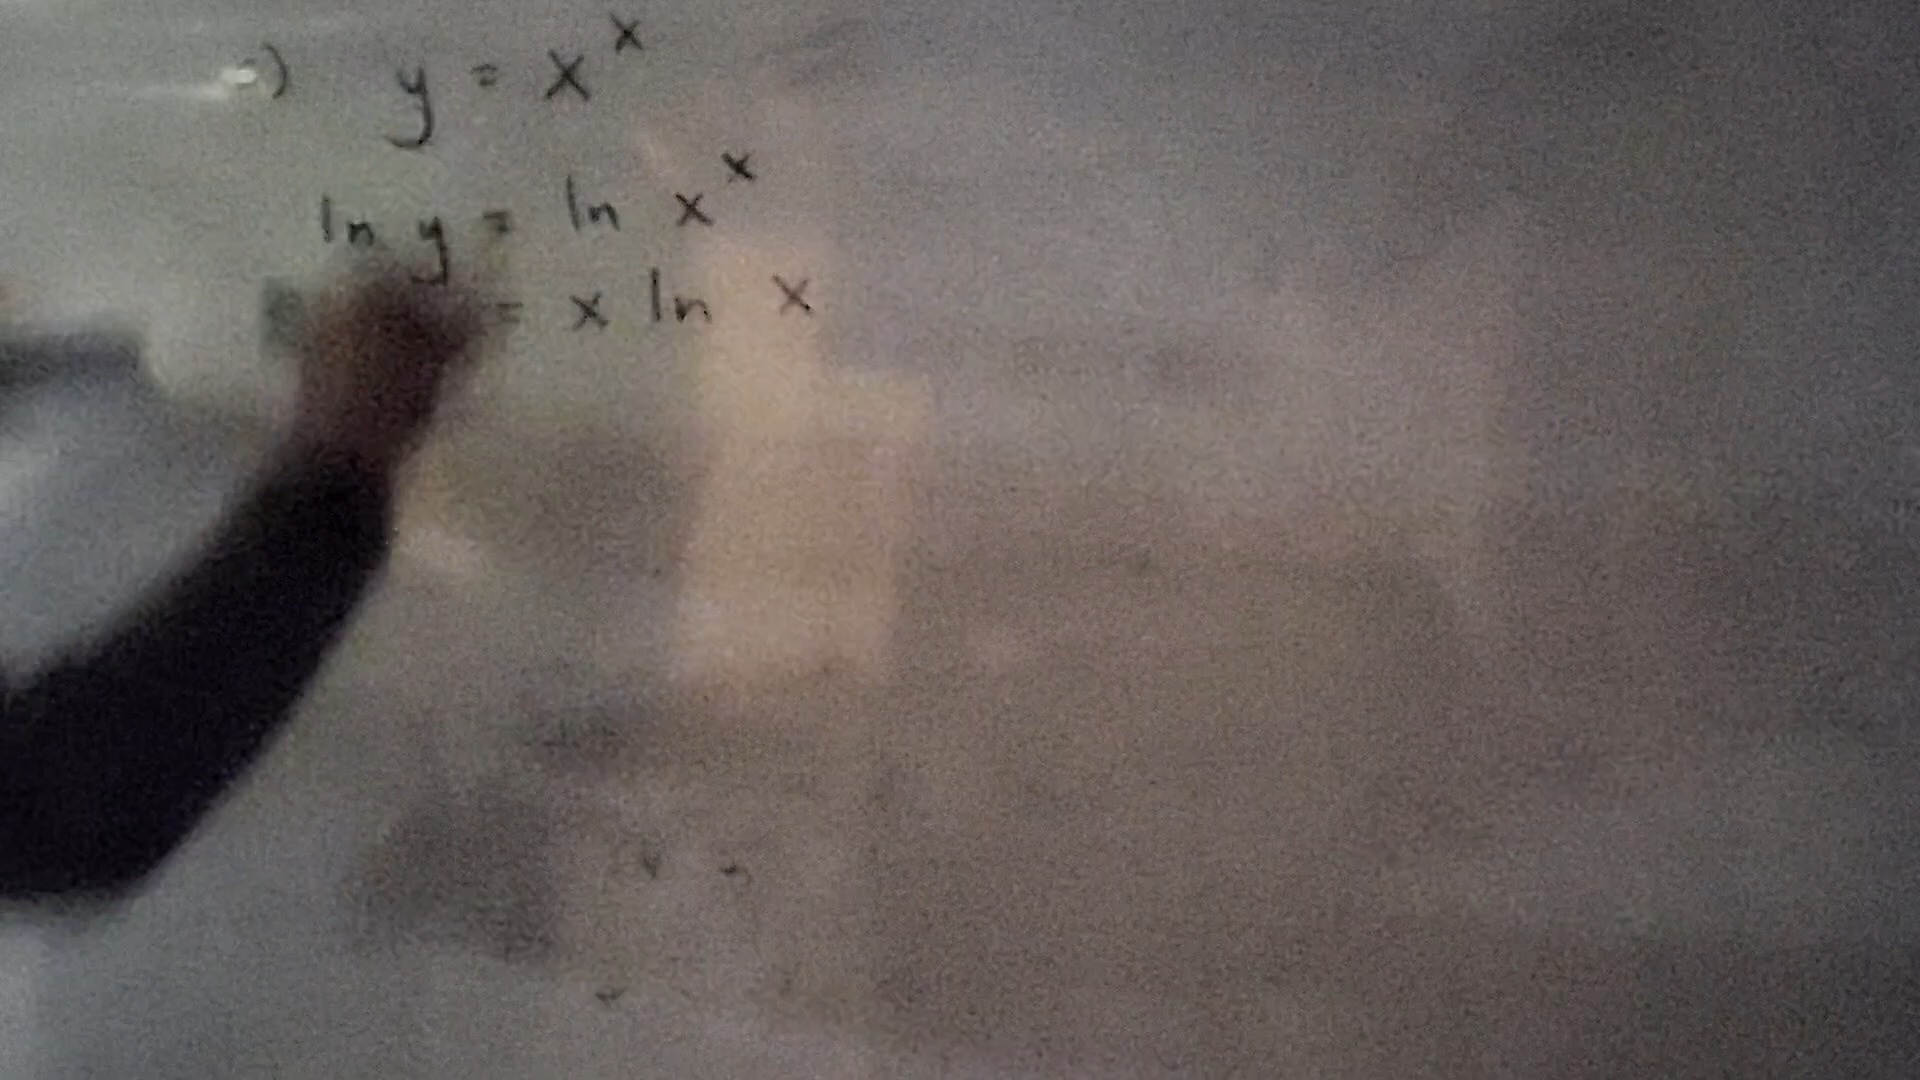 ) y = x^x
ln y = ln x^x
= x ln x